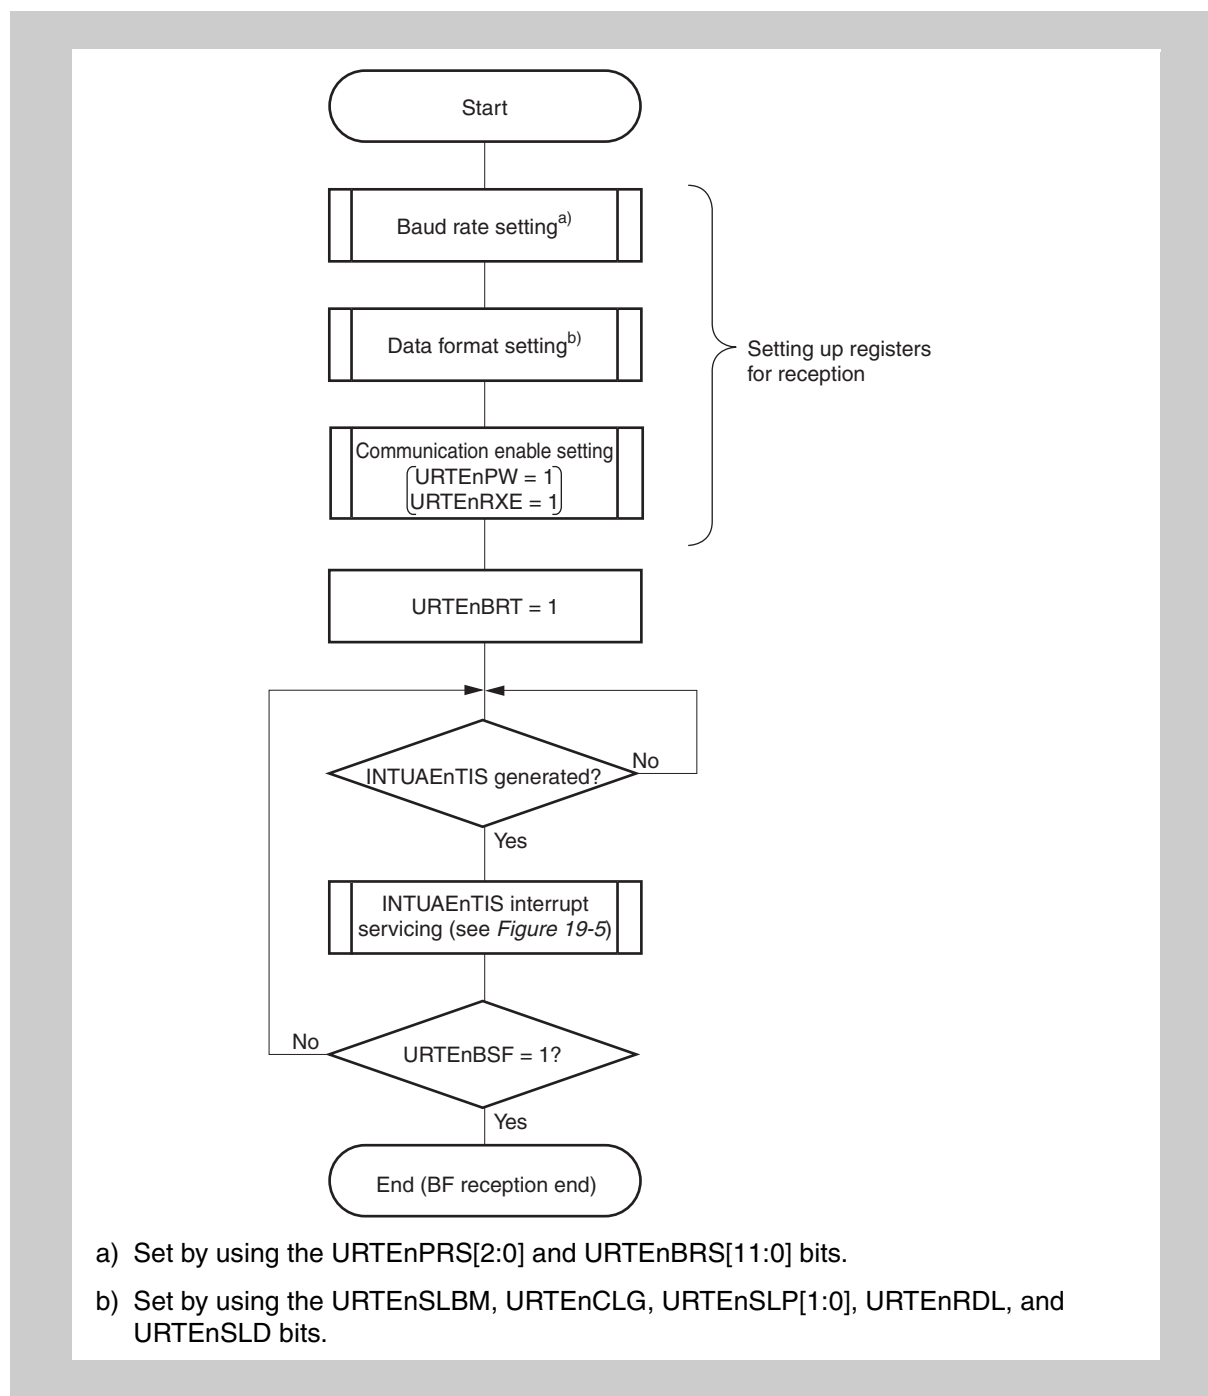 Start
Baud rate setting a)
Data format setting b)
Setting up registers
for reception
Communication enable setting
URTEnPW = 1
URTEnRXE = 1
URTEnBRT = 1
INTUAEnTIS generated?
No
Yes
INTUAEnTIS interrupt
servicing (see Figure 19-5)
URTEnBSF = 1?
No
Yes
End (BF reception end)
a) Set by using the URTEnPRS[2:0] and URTEnBRS[11:0] bits.
b) Set by using the URTEnSLBM, URTEnCLG, URTEnSLP[1:0], URTEnRDL, and
URTEnSLD bits.